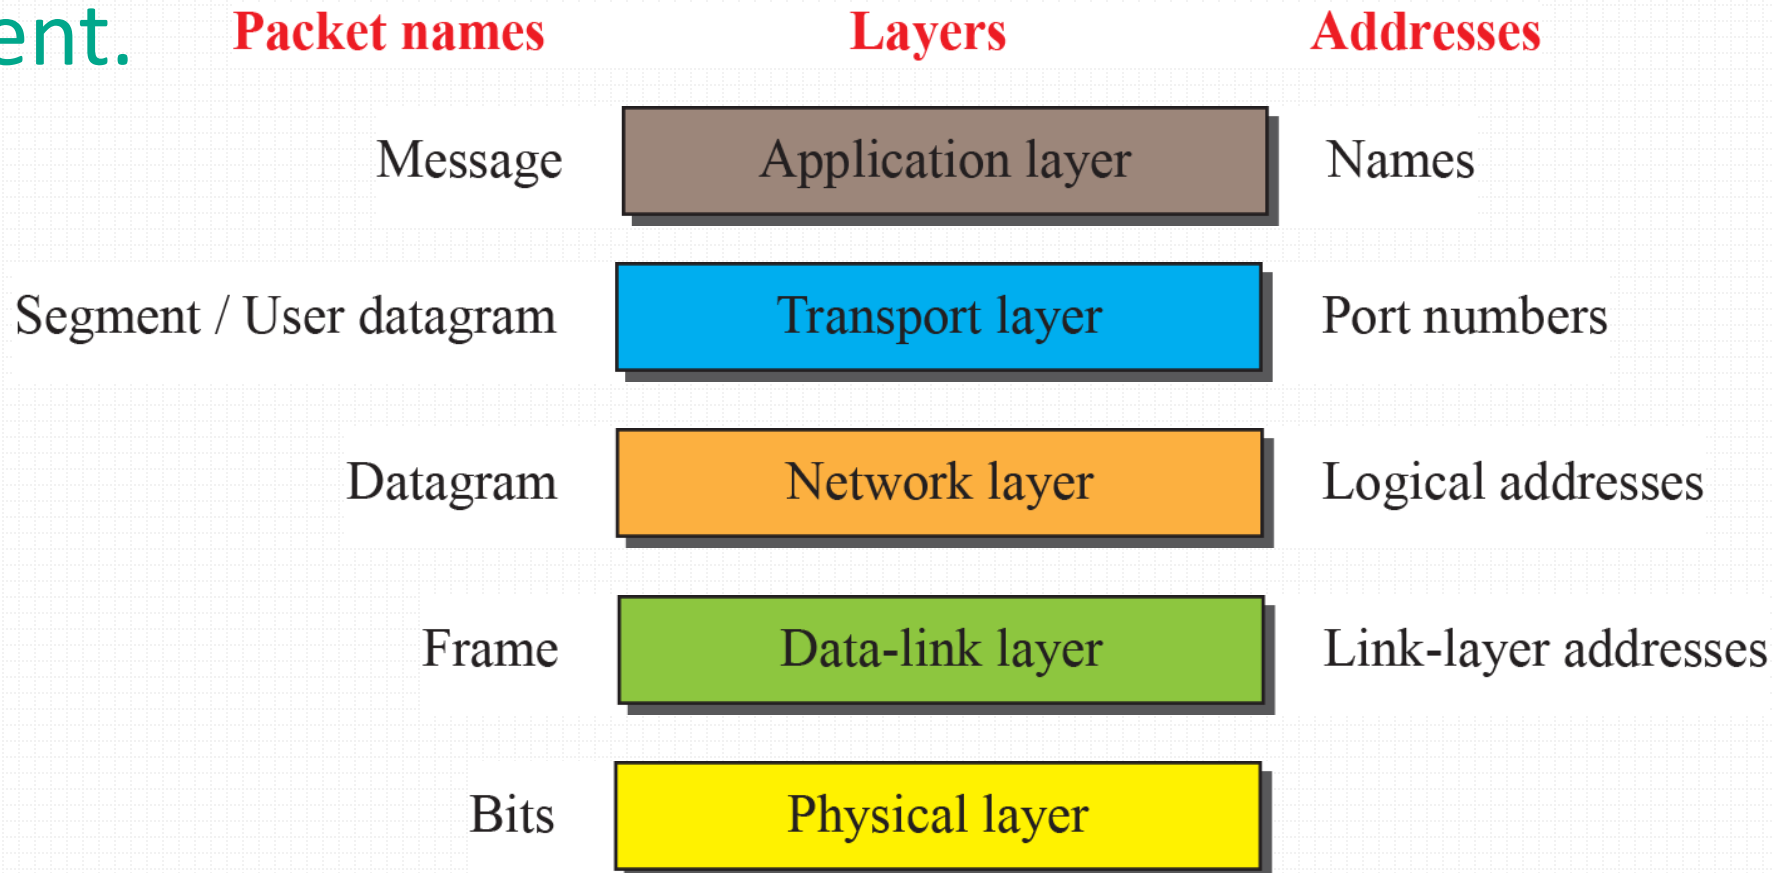 ent.
Packet names Layers Addresses
Message Application layer Names
Segment / User datagram Transport layer Port numbers
Datagram Network layer Logical addresses
Frame Data-link layer Link-layer addresses
Bits Physical layer